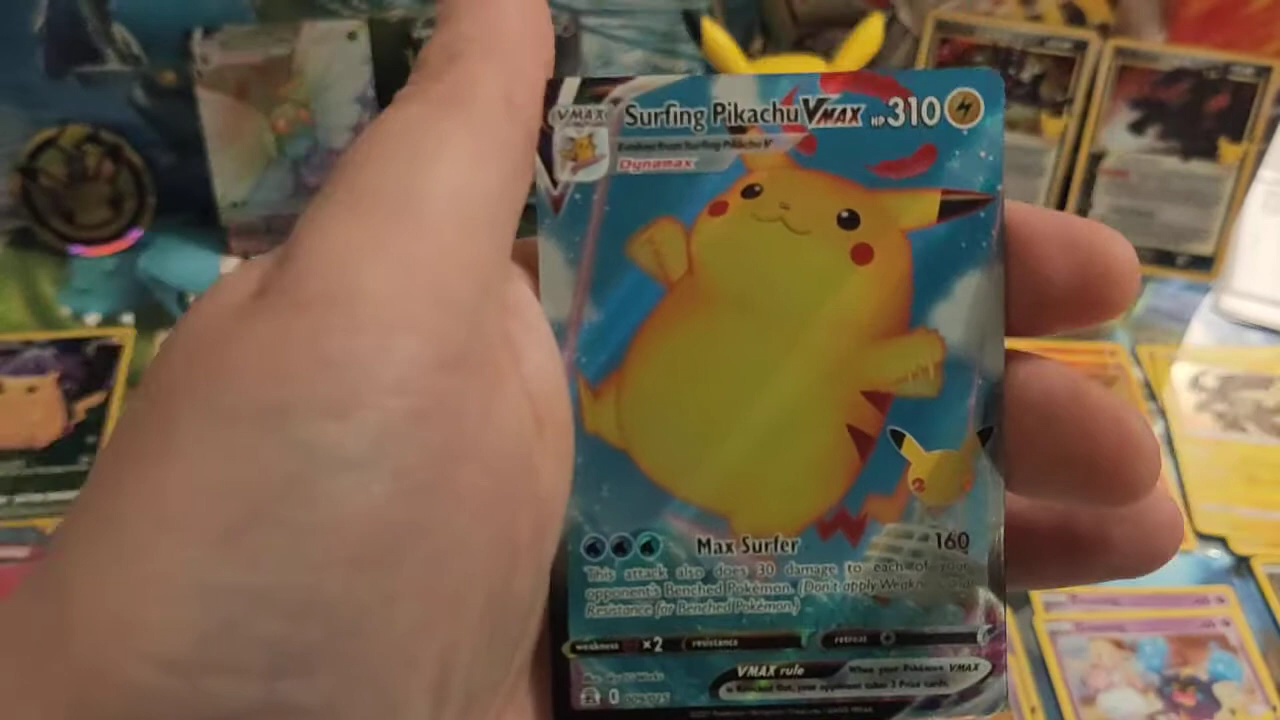 VMAX Surfing Pikachu VMAX HP 310
Evolves from Surfing Pikachu V
Dynamax
Max Surfer 160
This attack also does 30 damage to each of your
opponent's Benched Pokémon. (Don't apply Weakness and
Resistance for Benched Pokémon.)
weakness ×2 resistance retreat
VMAX rule When your Pokémon VMAX
is Knocked Out, your opponent takes 3 Prize cards.
009/025